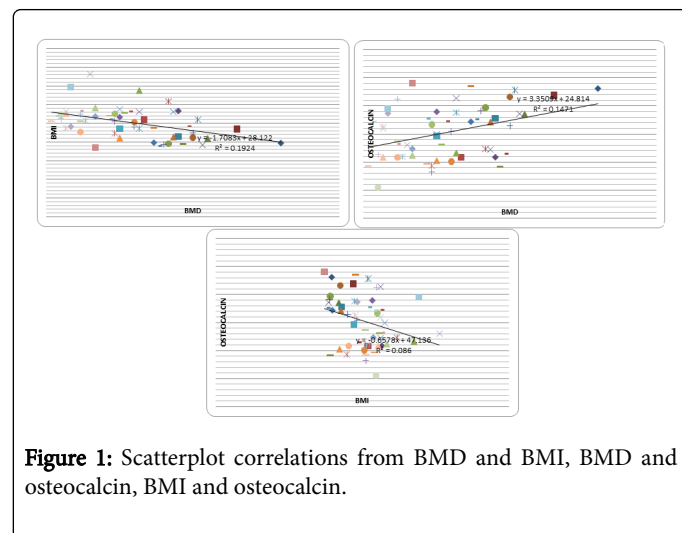 BMI
y = -1.7083x + 28.122
R² = 0.1924
BMD
OSTEOCALCIN
y = 3.3509x + 24.814
R² = 0.1471
BMD
OSTEOCALCIN
y = -0.6578x + 47.136
R² = 0.086
BMI
Figure 1: Scatterplot correlations from BMD and BMI, BMD and
osteocalcin, BMI and osteocalcin.